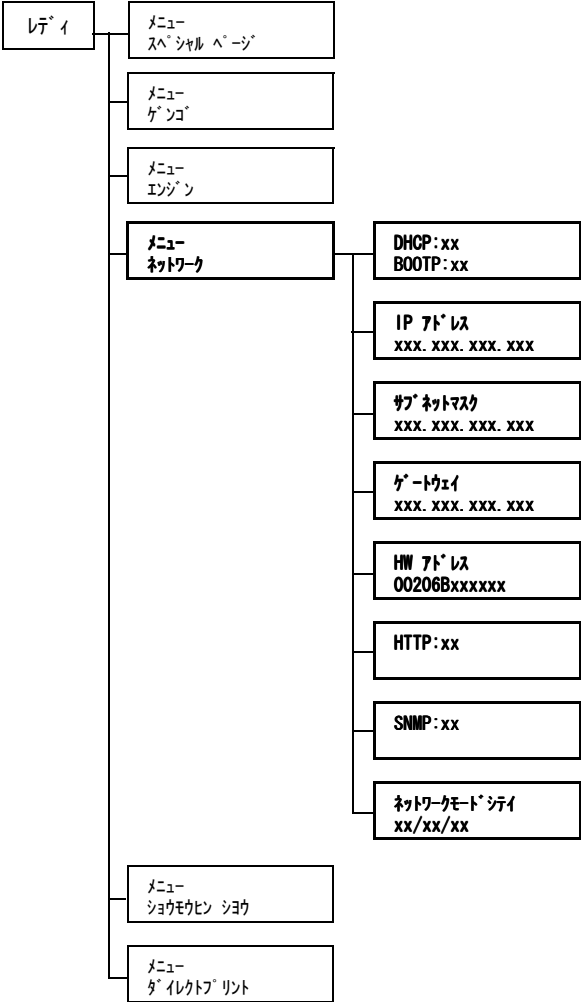 ﾚﾃﾞｨ
ﾒﾆｭｰ
ｽﾍﾟｼｬﾙ ﾍﾟｰｼﾞ
ﾒﾆｭｰ
ｹﾞﾝｺﾞ
ﾒﾆｭｰ
ｴﾝｼﾞﾝ
ﾒﾆｭｰ
ﾈｯﾄﾜｰｸ
DHCP:xx
BOOTP:xx
IP ｱﾄﾞﾚｽ
xxx.xxx.xxx.xxx
ｻﾌﾞﾈｯﾄﾏｽｸ
xxx.xxx.xxx.xxx
ｹﾞｰﾄｳｪｲ
xxx.xxx.xxx.xxx
HW ｱﾄﾞﾚｽ
00206Bxxxxxx
HTTP:xx
SNMP:xx
ﾈｯﾄﾜｰｸﾓｰﾄﾞｼﾃｲ
xx/xx/xx
ﾒﾆｭｰ
ｼｮｳﾓｳﾋﾝ ｼﾖｳ
ﾒﾆｭｰ
ﾀﾞｲﾚｸﾄﾌﾟﾘﾝﾄ